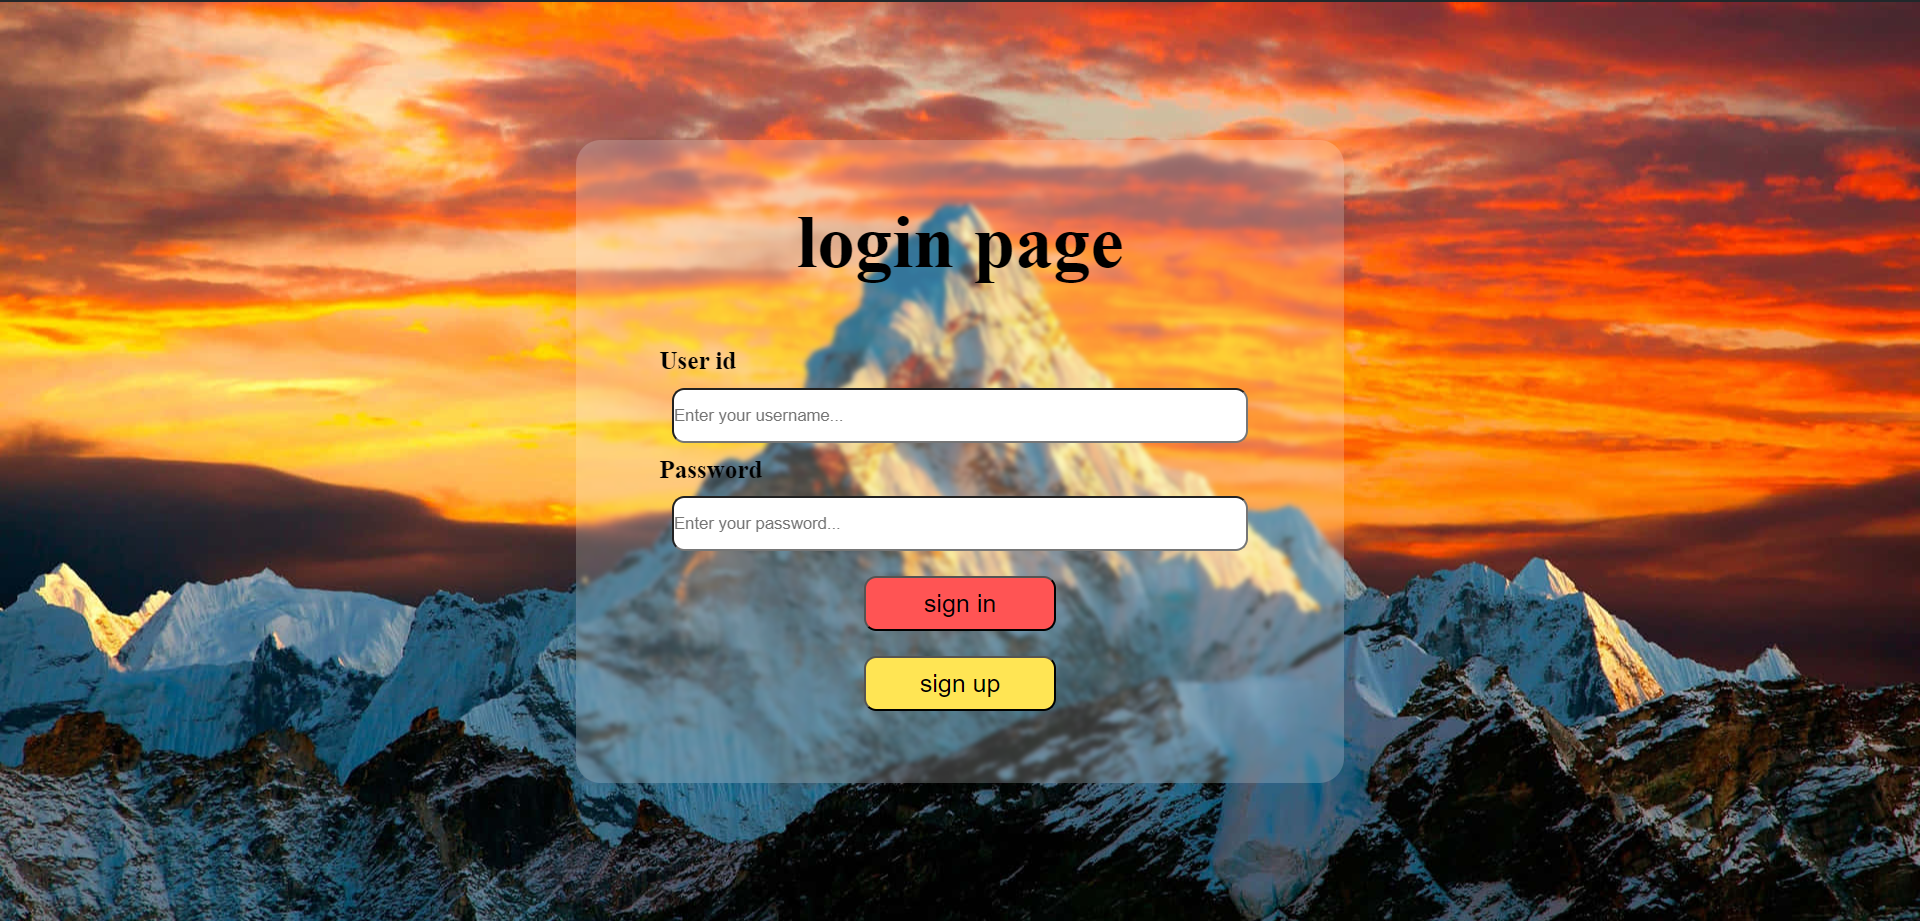 login page
User id
Enter your username...
Password
Enter your password...
sign in
sign up